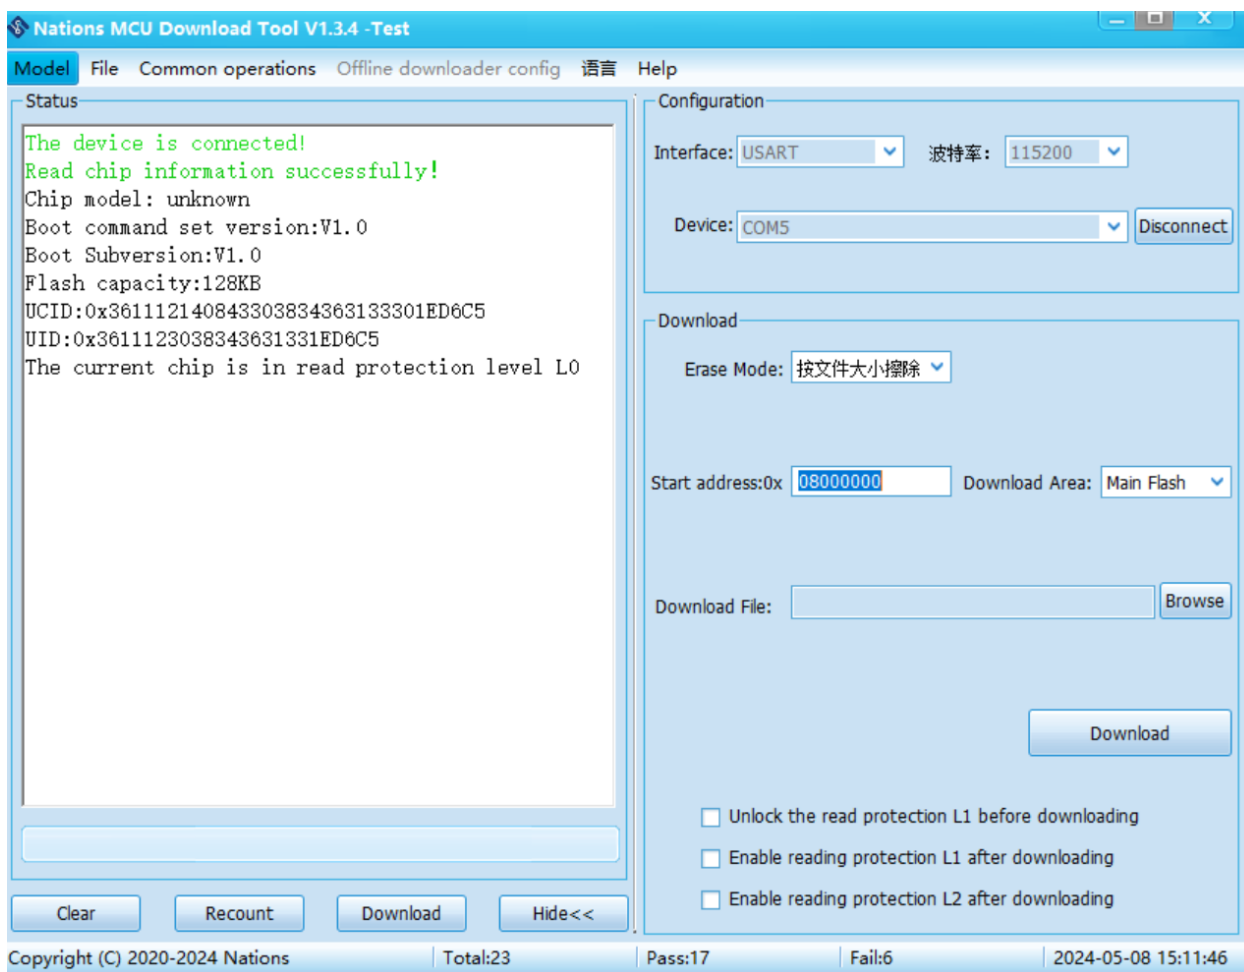 Nations MCU Download Tool V1.3.4 -Test
Model File Common operations Offline downloader config 语言 Help
Status
The device is connected!
Read chip information successfully!
Chip model: unknown
Boot command set version:V1.0
Boot Subversion:V1.0
Flash capacity:128KB
UCID:0x36111214084330383436313330​1ED6C5
UID:0x3611123038343631331ED6C5
The current chip is in read protection level L0
Clear Recount Download Hide<<
Configuration
Interface: USART 波特率: 115200
Device: COM5 Disconnect
Download
Erase Mode: 按文件大小擦除
Start address:0x 08000000 Download Area: Main Flash
Download File: Browse
Download
Unlock the read protection L1 before downloading
Enable reading protection L1 after downloading
Enable reading protection L2 after downloading
Copyright (C) 2020-2024 Nations Total:23 Pass:17 Fail:6 2024-05-08 15:11:46